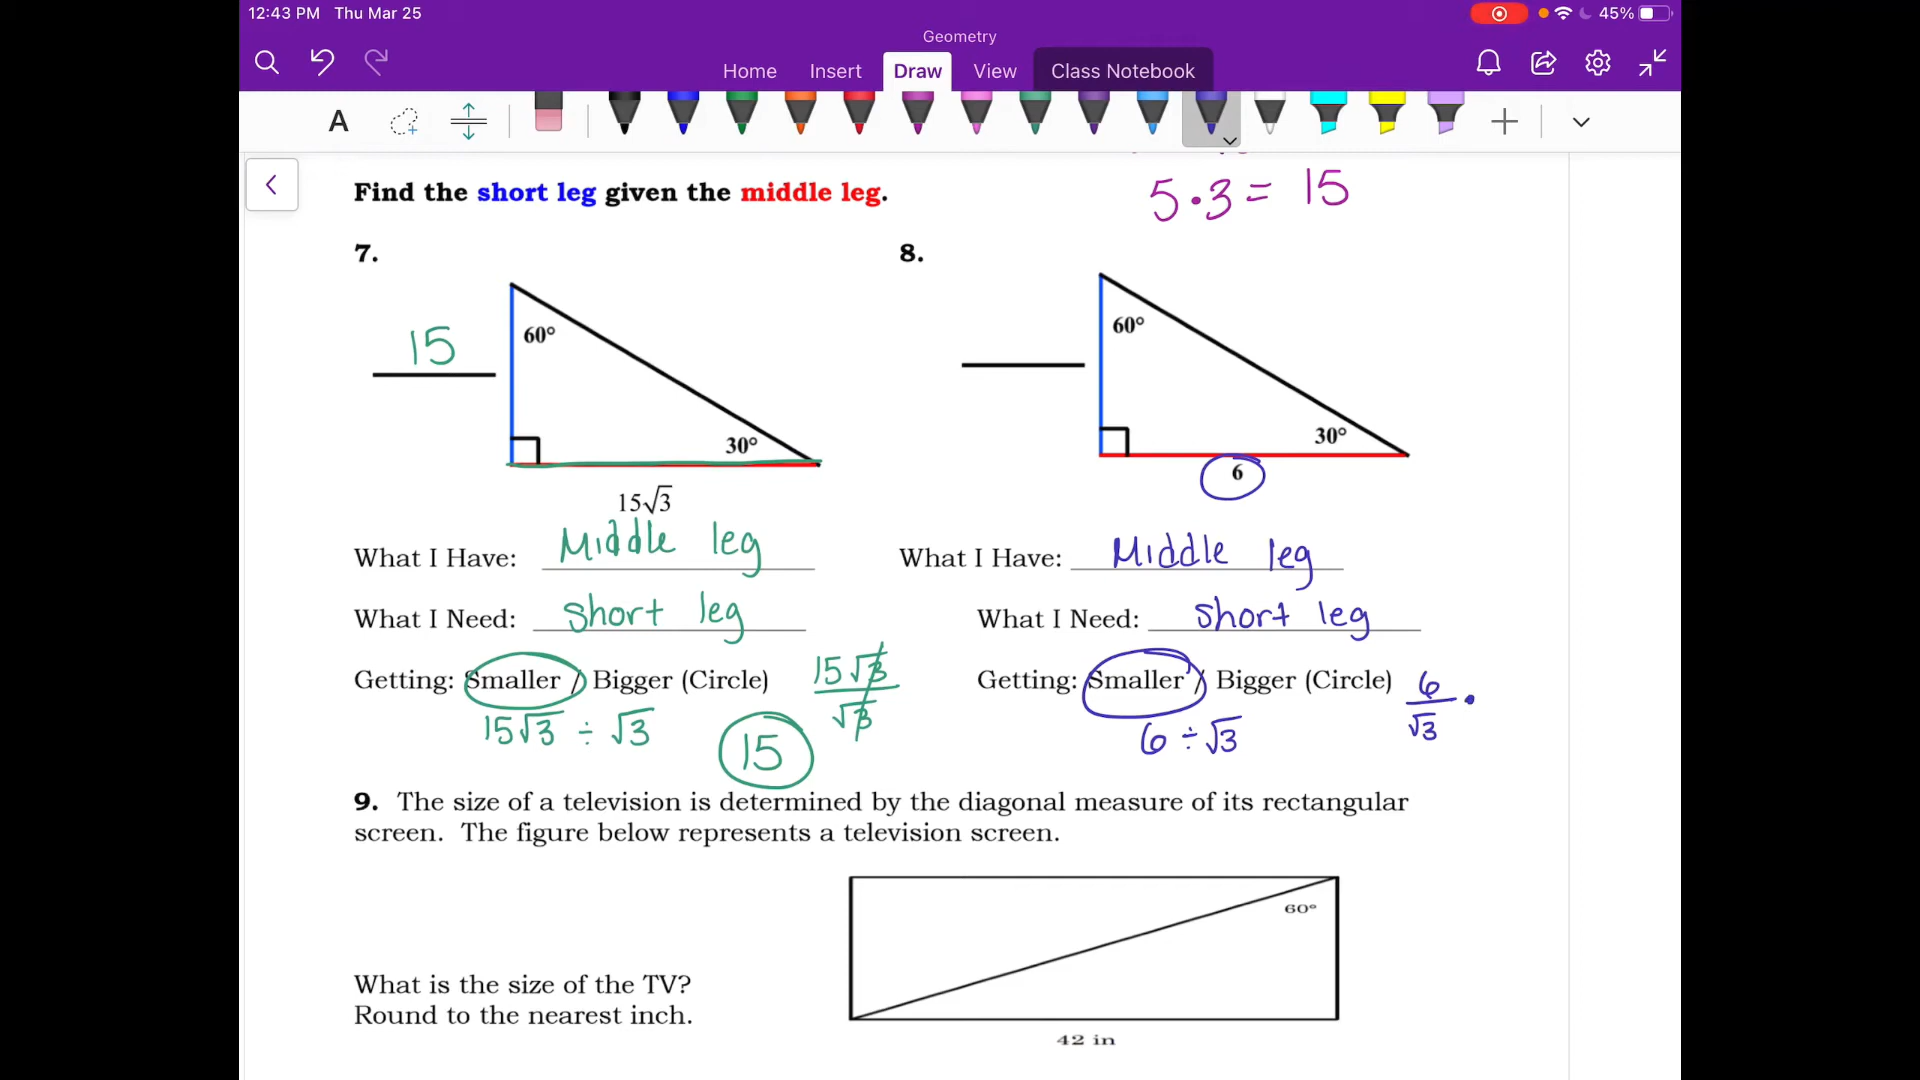 12:43 PM Thu Mar 25
45%
Geometry
Home Insert Draw View Class Notebook
A
Find the short leg given the middle leg.
5 • 3 = 15
7.
8.
60°
60°
15
30°
30°
15√3
6
What I Have: Middle leg
What I Have: Middle leg
What I Need: Short leg
What I Need: Short leg
Getting: Smaller / Bigger (Circle) 15√3/√3
Getting: Smaller / Bigger (Circle) 6/√3 •
15√3 ÷ √3
15
6 ÷ √3
9. The size of a television is determined by the diagonal measure of its rectangular
screen. The figure below represents a television screen.
60°
What is the size of the TV?
Round to the nearest inch.
42 in